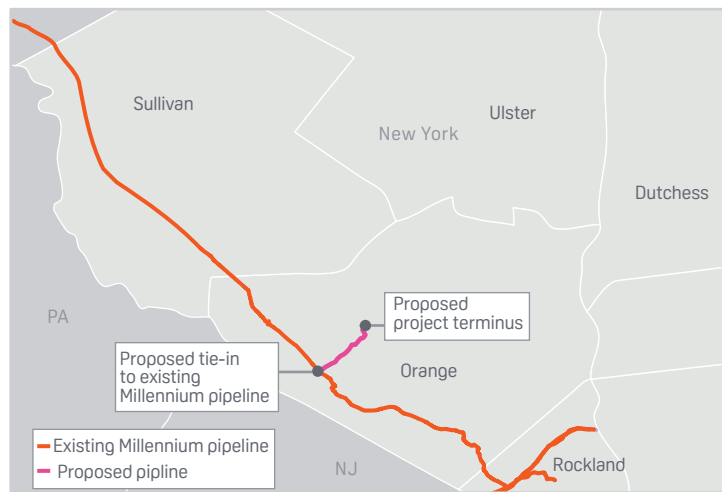 Sullivan
Ulster
New York
Dutchess
PA
Proposed
project terminus
Proposed tie-in
to existing
Millennium pipeline
Orange
Existing Millennium pipeline
Proposed pipline
NJ
Rockland